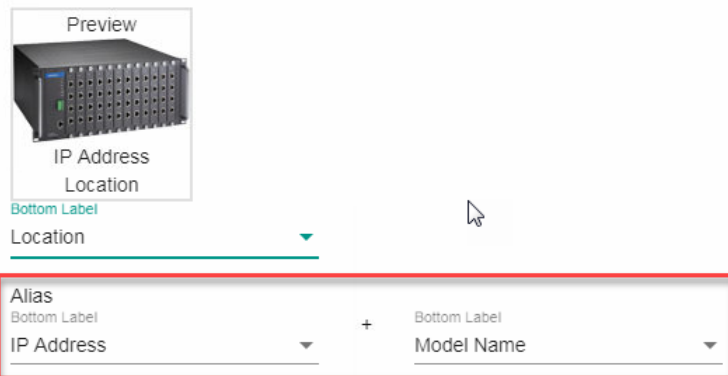 Preview
IP Address
Location
Bottom Label
Location
Alias
Bottom Label
IP Address
+
Bottom Label
Model Name